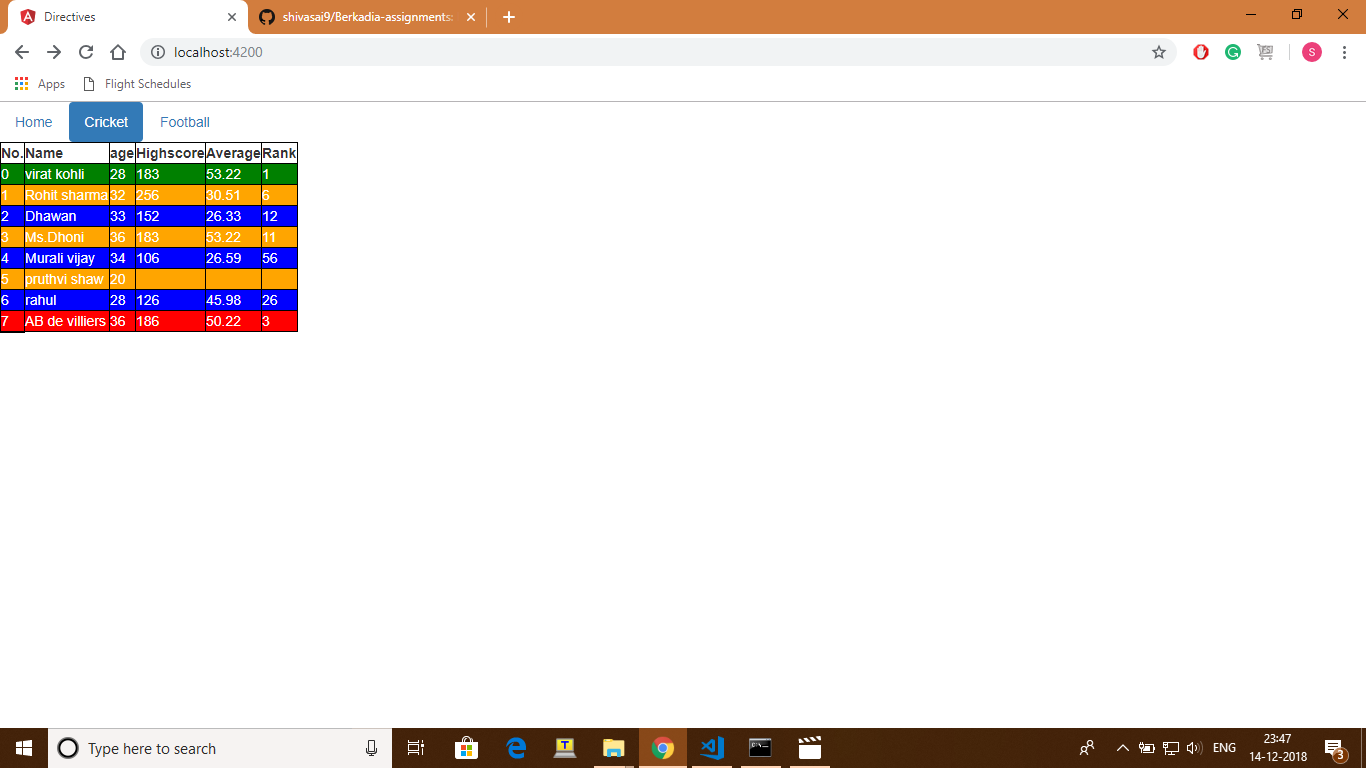 Directives
shivasai9/Berkadia-assignments:
localhost:4200
S
Apps Flight Schedules
Home Cricket Football
No. Name age Highscore Average Rank
0 virat kohli 28 183 53.22 1
1 Rohit sharma 32 256 30.51 6
2 Dhawan 33 152 26.33 12
3 Ms.Dhoni 36 183 53.22 11
4 Murali vijay 34 106 26.59 56
5 pruthvi shaw 20
6 rahul 28 126 45.98 26
7 AB de villiers 36 186 50.22 3
Type here to search
ENG
23:47
14-12-2018
3